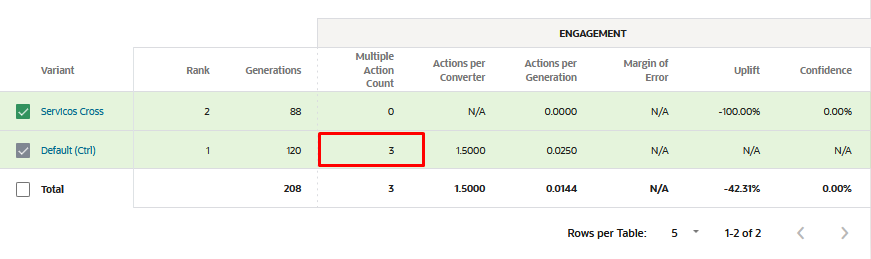 ENGAGEMENT
Variant Rank Generations Multiple Action Count Actions per Converter Actions per Generation Margin of Error Uplift Confidence
Servicos Cross 2 88 0 N/A 0.0000 N/A -100.00% 0.00%
Default (Ctrl) 1 120 3 1.5000 0.0250 N/A N/A N/A
Total 208 3 1.5000 0.0144 N/A -42.31% 0.00%
Rows per Table: 5 1-2 of 2